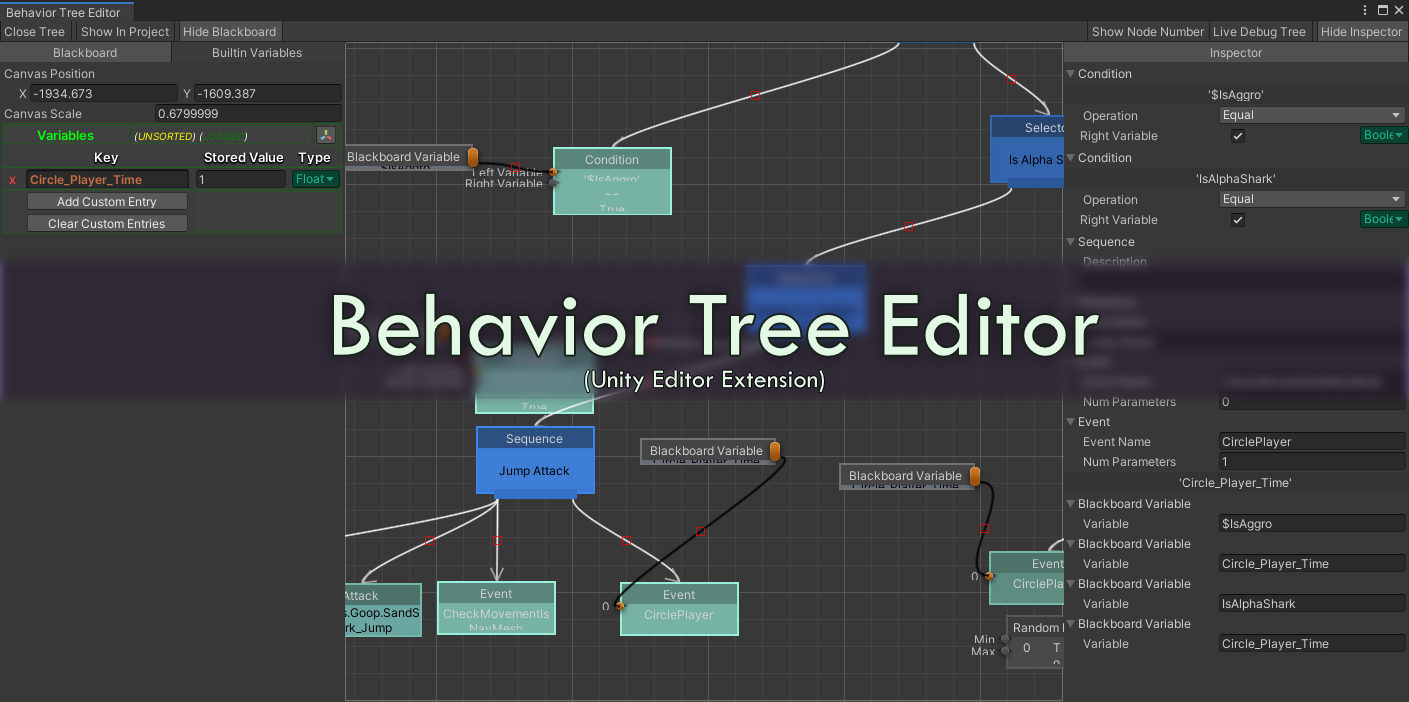 Behavior Tree Editor
Close Tree Show In Project Hide Blackboard
Show Node Number Live Debug Tree Hide Inspector
Blackboard Builtin Variables
Canvas Position
X -1934.673 Y -1609.387
Canvas Scale 0.6799999
Variables (UNSORTED) (LOADED)
Key Stored Value Type
x Circle_Player_Time 1 Float
Add Custom Entry
Clear Custom Entries
Blackboard Variable
$IsAggro
Left Variable
Right Variable
Condition
'$IsAggro'
==
True
Selecto
Is Alpha S
Behavior Tree Editor
(Unity Editor Extension)
True
Sequence
Jump Attack
Blackboard Variable
Circle_Player_Time
Blackboard Variable
Circle_Player_Time
Attack
s.Goop.SandS
rk_Jump
Event
CheckMovementIs
NavMesh
0
Event
CirclePlayer
0
Event
CirclePla
Min
Max
Random
0 T
0
Inspector
Condition
'$IsAggro'
Operation Equal
Right Variable Boole
Condition
'IsAlphaShark'
Operation Equal
Right Variable Boole
Sequence
Description
Num Parameters 0
Event
Event Name CirclePlayer
Num Parameters 1
'Circle_Player_Time'
Blackboard Variable
Variable $IsAggro
Blackboard Variable
Variable Circle_Player_Time
Blackboard Variable
Variable IsAlphaShark
Blackboard Variable
Variable Circle_Player_Time